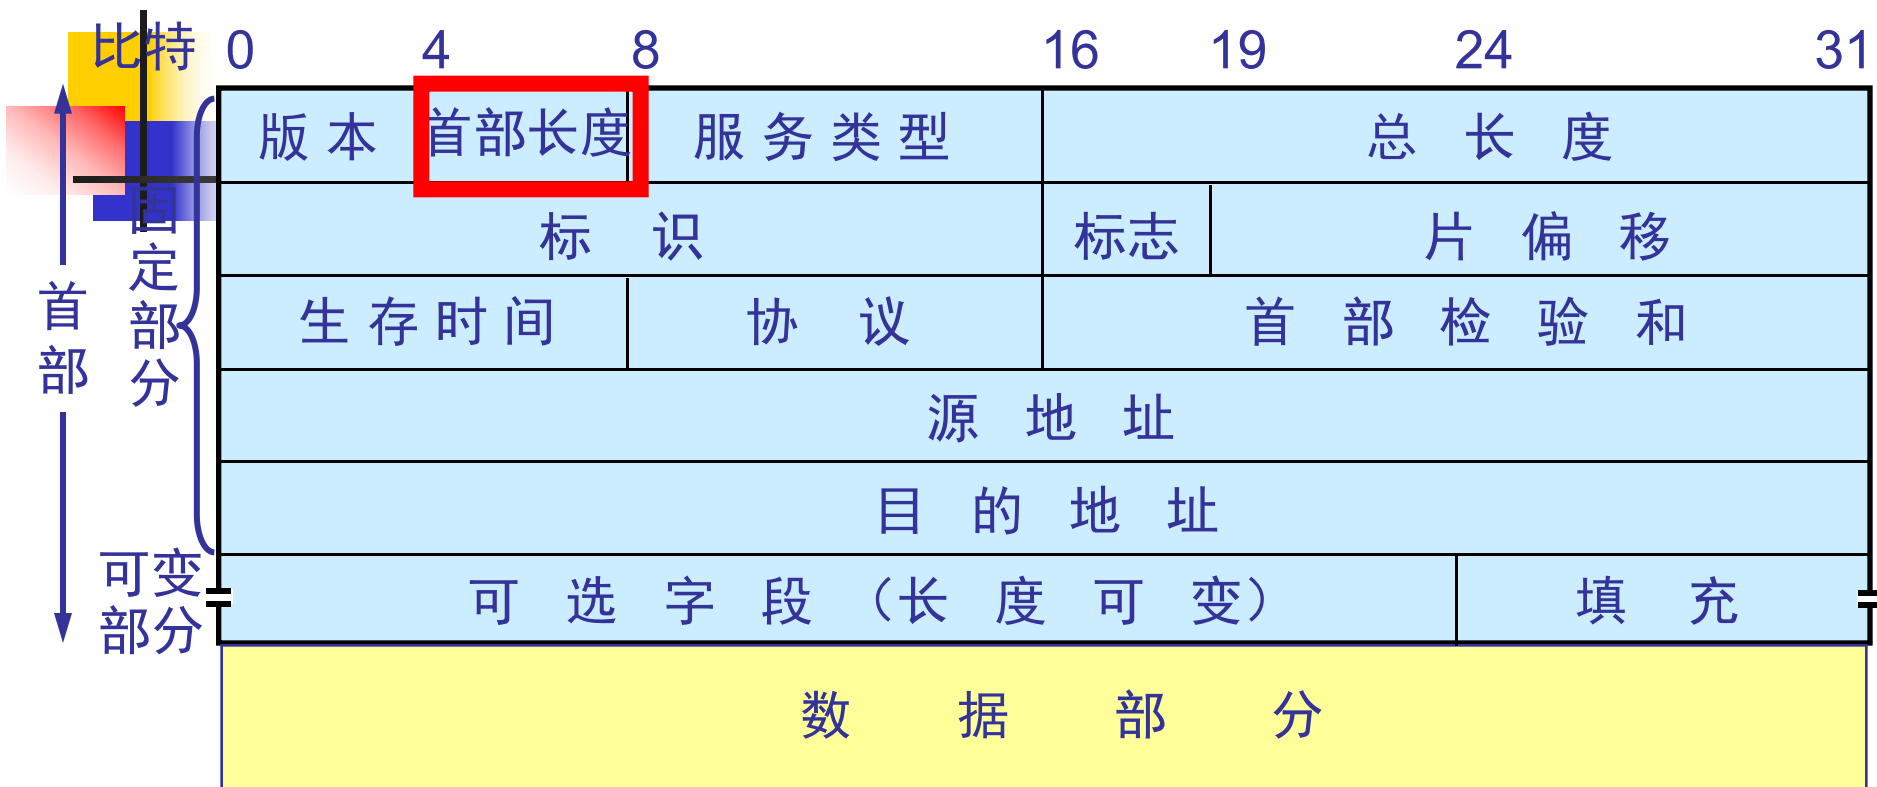 比特 0 4 8 16 19 24 31
版本 首部长度 服务类型 总长度
标识 标志 片偏移
生存时间 协议 首部检验和
源地址
目的地址
可选字段（长度可变） 填充
数据部分
首部
固定部分
可变
部分